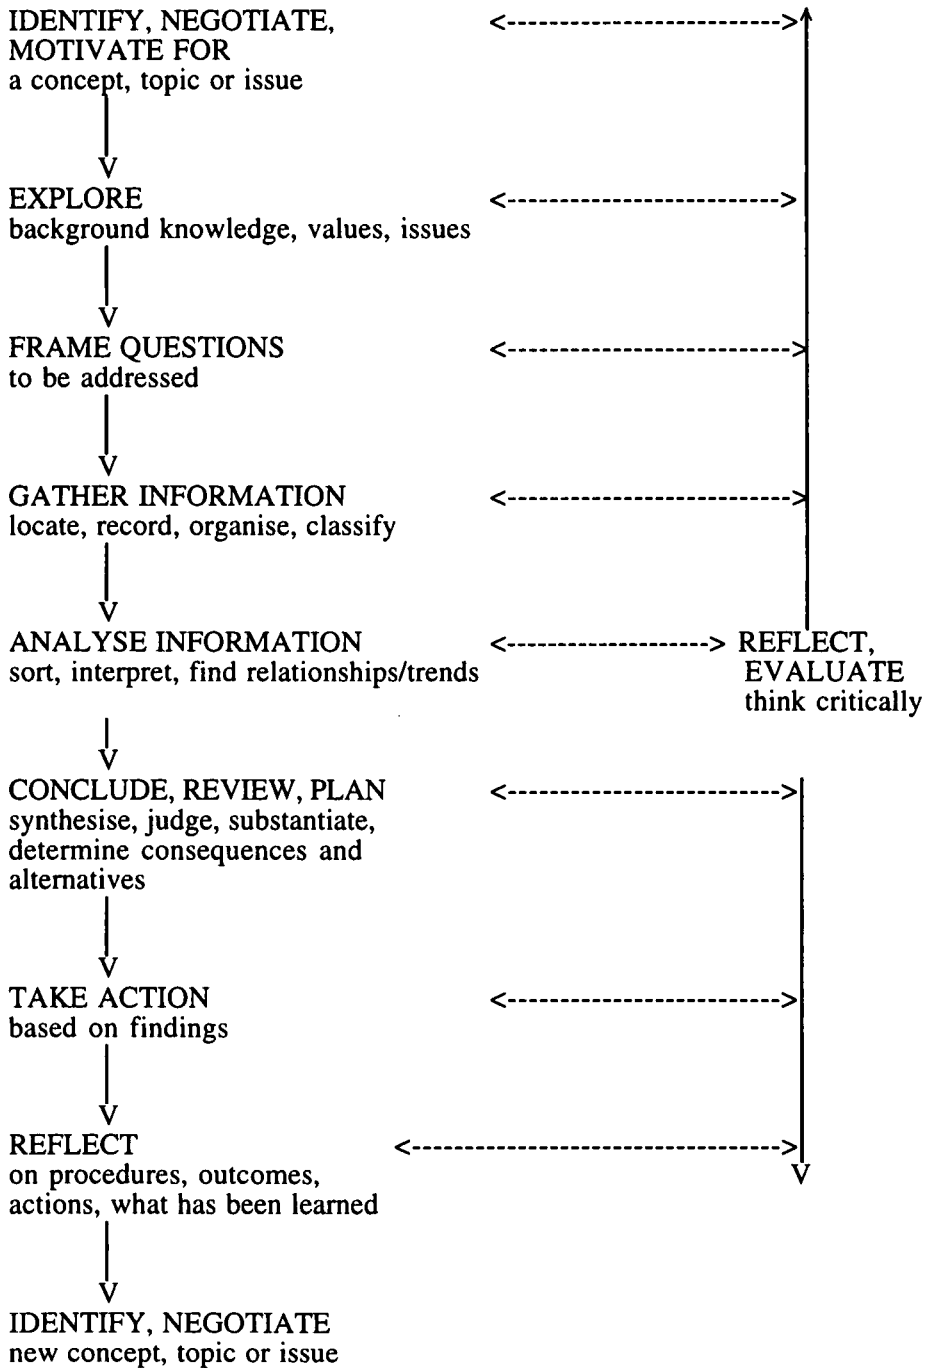 IDENTIFY, NEGOTIATE,
MOTIVATE FOR
a concept, topic or issue
EXPLORE
background knowledge, values, issues
FRAME QUESTIONS
to be addressed
GATHER INFORMATION
locate, record, organise, classify
ANALYSE INFORMATION
sort, interpret, find relationships/trends
REFLECT,
EVALUATE
think critically
CONCLUDE, REVIEW, PLAN
synthesise, judge, substantiate,
determine consequences and
alternatives
TAKE ACTION
based on findings
REFLECT
on procedures, outcomes,
actions, what has been learned
IDENTIFY, NEGOTIATE
new concept, topic or issue